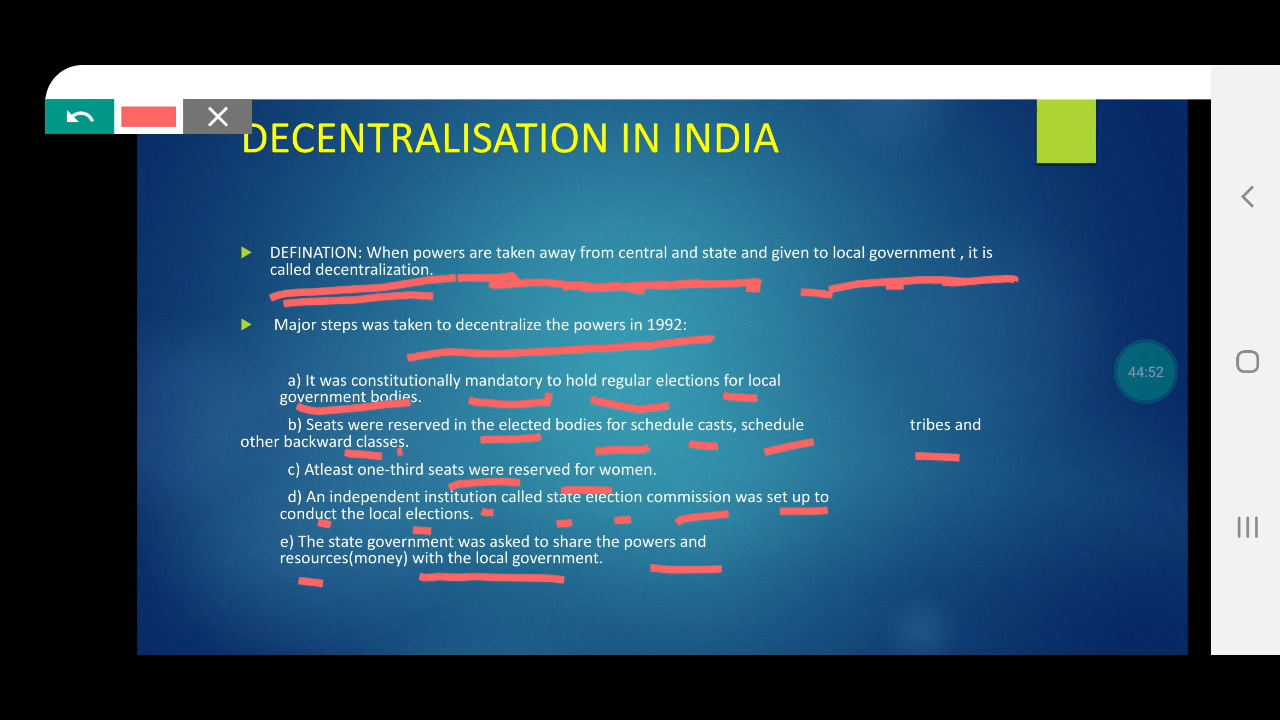 DECENTRALISATION IN INDIA
DEFINATION: When powers are taken away from central and state and given to local government , it is
called decentralization.
Major steps was taken to decentralize the powers in 1992:
a) It was constitutionally mandatory to hold regular elections for local
government bodies.
b) Seats were reserved in the elected bodies for schedule casts, schedule tribes and
other backward classes.
c) Atleast one-third seats were reserved for women.
d) An independent institution called state election commission was set up to
conduct the local elections.
e) The state government was asked to share the powers and
resources(money) with the local government.
44:52